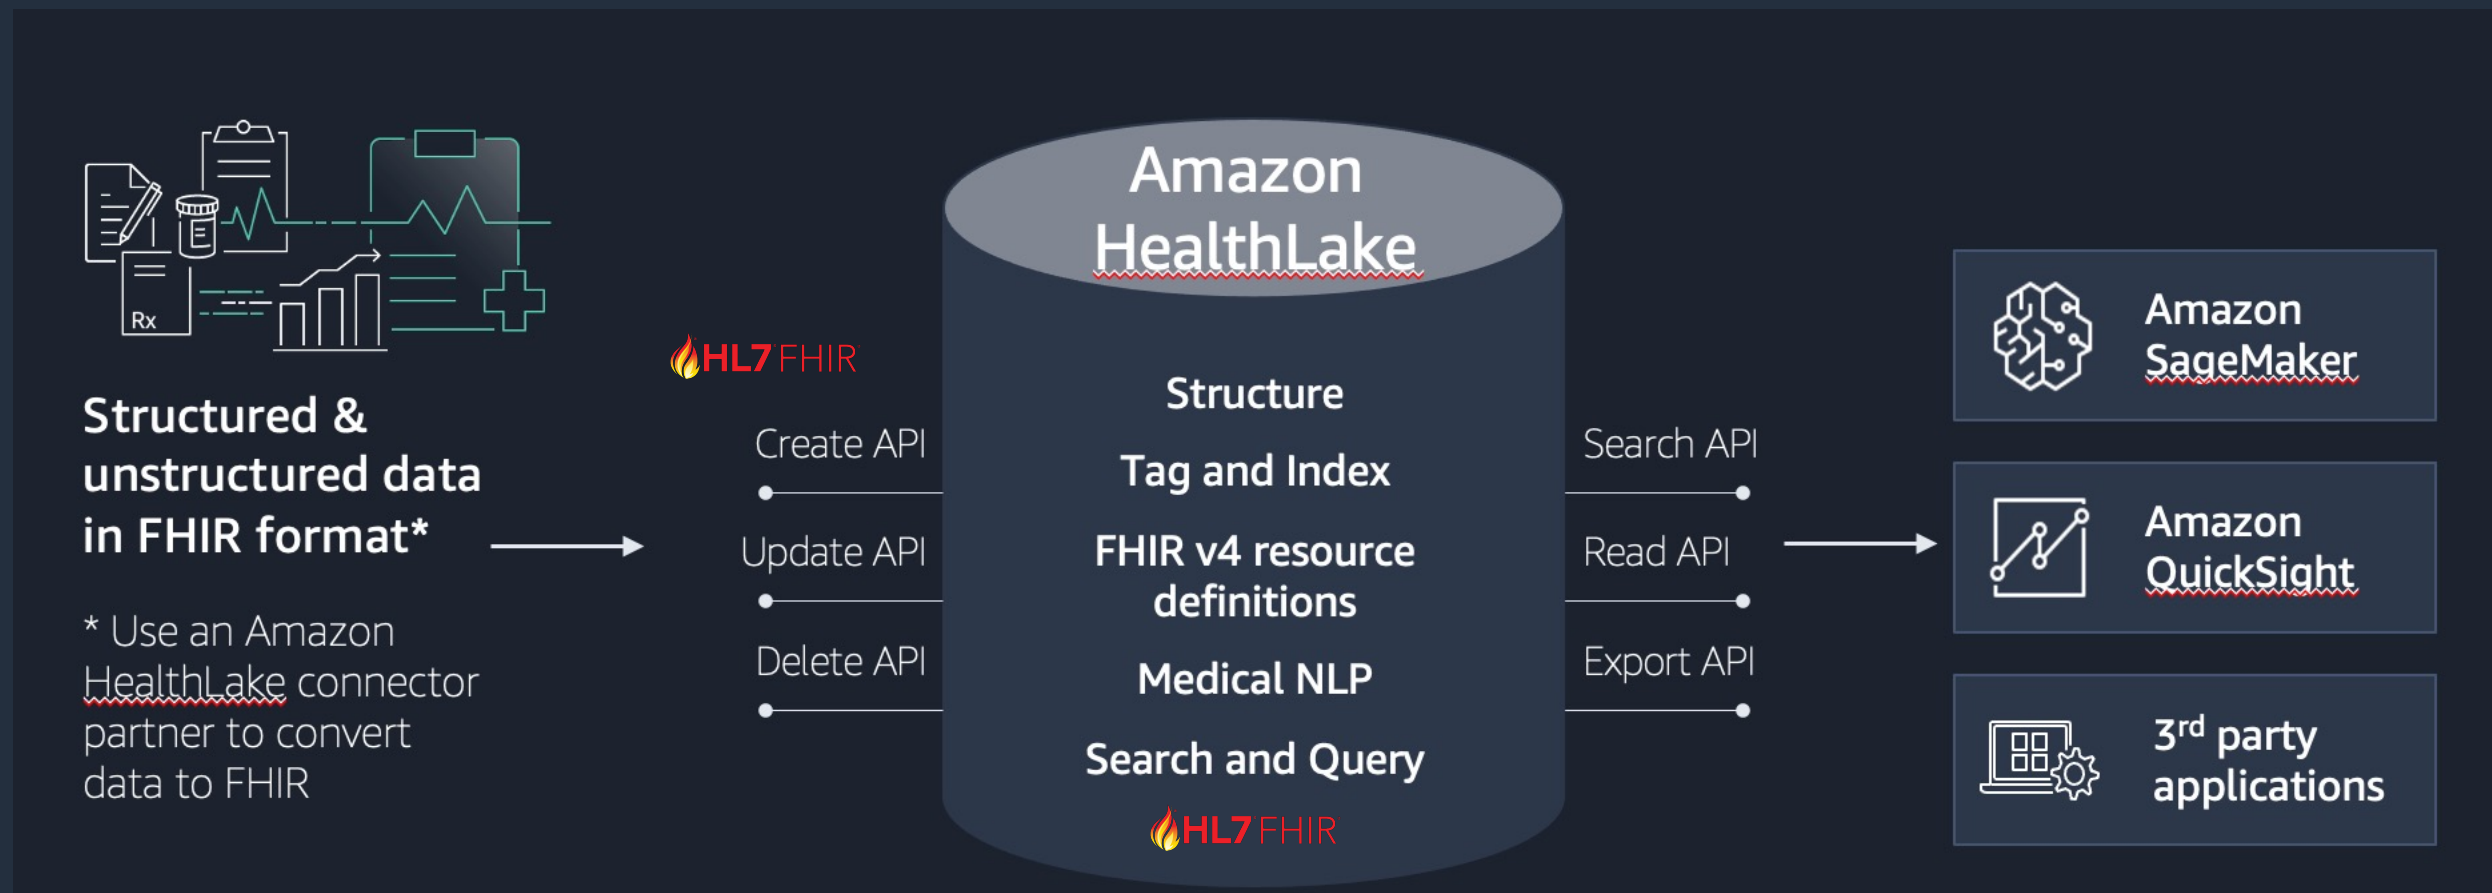 Rx
Structured &
unstructured data
in FHIR format*
* Use an Amazon
HealthLake connector
partner to convert
data to FHIR
HL7 FHIR
Create API
Update API
Delete API
Amazon
HealthLake
Structure
Tag and Index
FHIR v4 resource
definitions
Medical NLP
Search and Query
HL7 FHIR
Search API
Read API
Export API
Amazon
SageMaker
Amazon
QuickSight
3rd party
applications